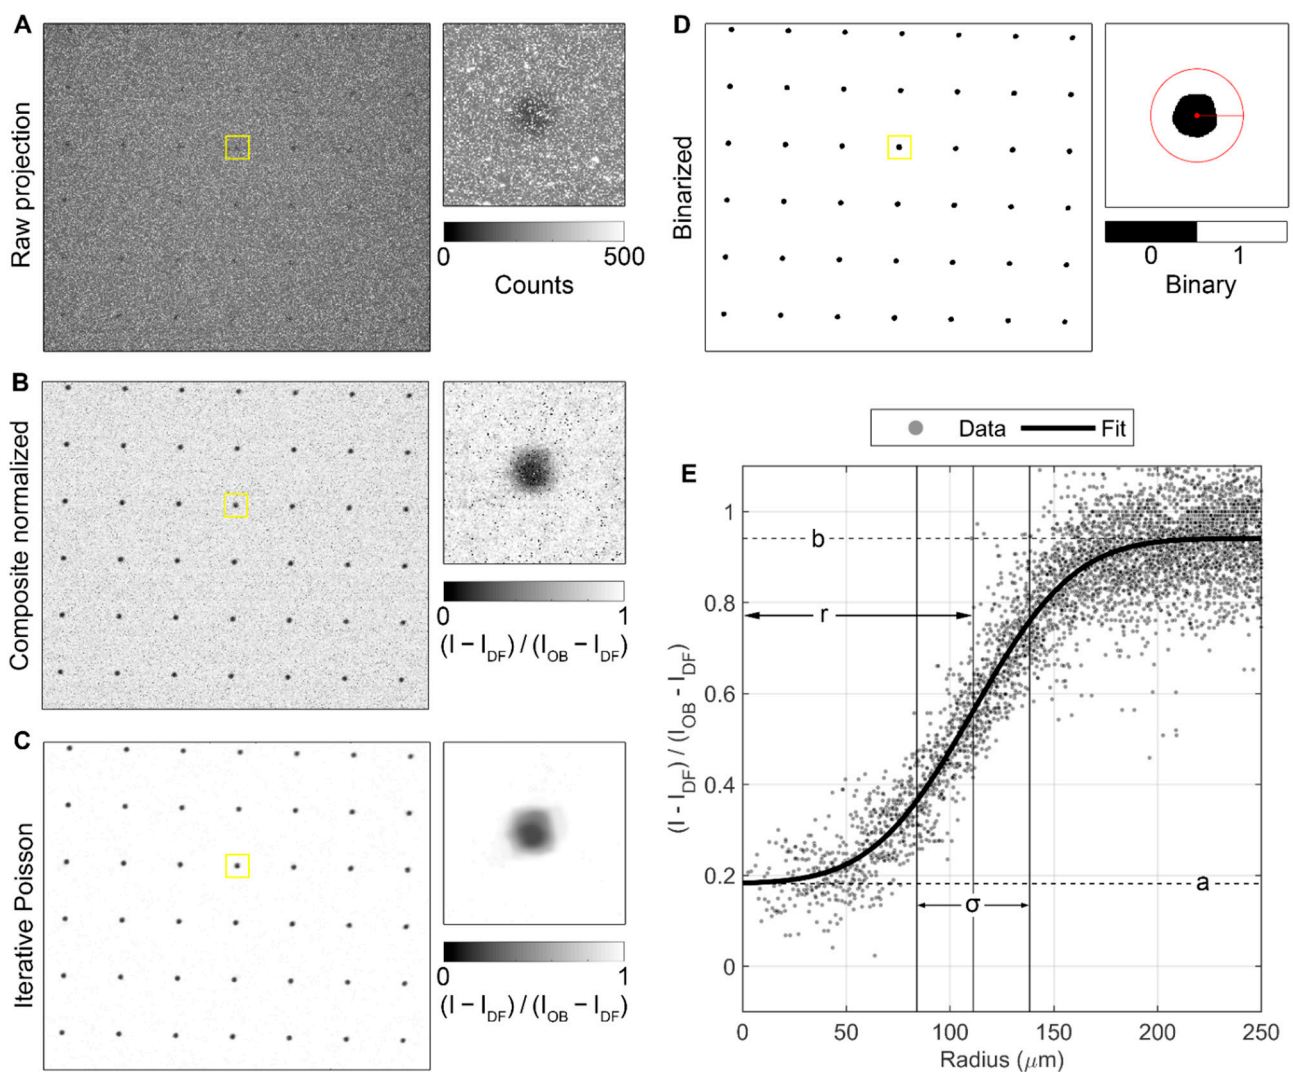 A
Raw projection
0 500
Counts
B
Composite normalized
0 1
(I – I_DF) / (I_OB – I_DF)
C
Iterative Poisson
0 1
(I – I_DF) / (I_OB – I_DF)
D
Binarized
0 1
Binary
Data Fit
E
(I - I_DF) / (I_OB - I_DF)
1
0.8
0.6
0.4
0.2
0
b
r
a
σ
0 50 100 150 200 250
Radius (μm)